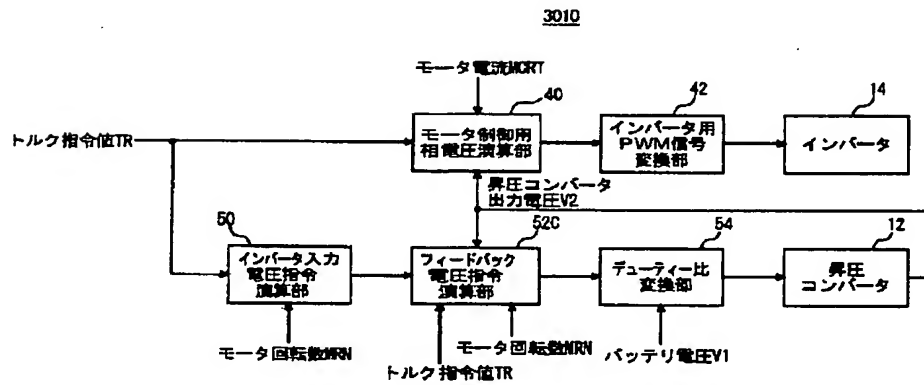 3010
モータ電流MCRT
40
42
14
トルク指令値TR
モータ制御用
相電圧演算部
インバータ用
PWM信号
変換部
インバータ
昇圧コンバータ
出力電圧V2
50
52C
54
12
インバータ入力
電圧指令
演算部
フィードバック
電圧指令
演算部
デューティー比
変換部
昇圧
コンバータ
モータ回転数MRN
モータ回転数MRN
バッテリ電圧V1
トルク指令値TR